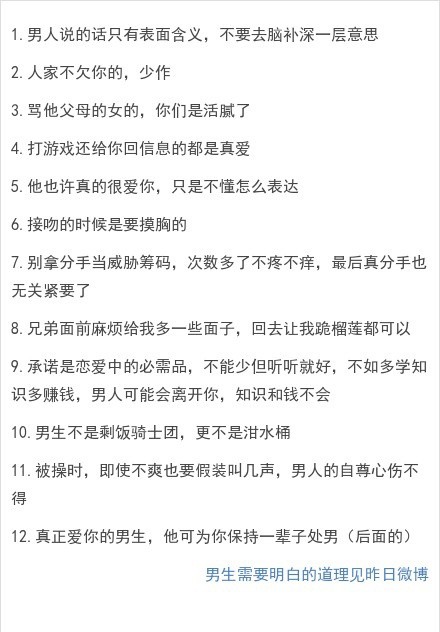 1.男人说的话只有表面含义，不要去脑补深一层意思
2.人家不欠你的，少作
3.骂他父母的女的，你们是活腻了
4.打游戏还给你回信息的都是真爱
5.他也许真的很爱你，只是不懂怎么表达
6.接吻的时候是要摸胸的
7.别拿分手当威胁筹码，次数多了不疼不痒，最后真分手也
无关紧要了
8.兄弟面前麻烦给我多一些面子，回去让我跪榴莲都可以
9.承诺是恋爱中的必需品，不能少但听听就好，不如多学知
识多赚钱，男人可能会离开你，知识和钱不会
10.男生不是剩饭骑士团，更不是泔水桶
11.被操时，即使不爽也要假装叫几声，男人的自尊心伤不
得
12.真正爱你的男生，他可为你保持一辈子处男（后面的）
男生需要明白的道理见昨日微博